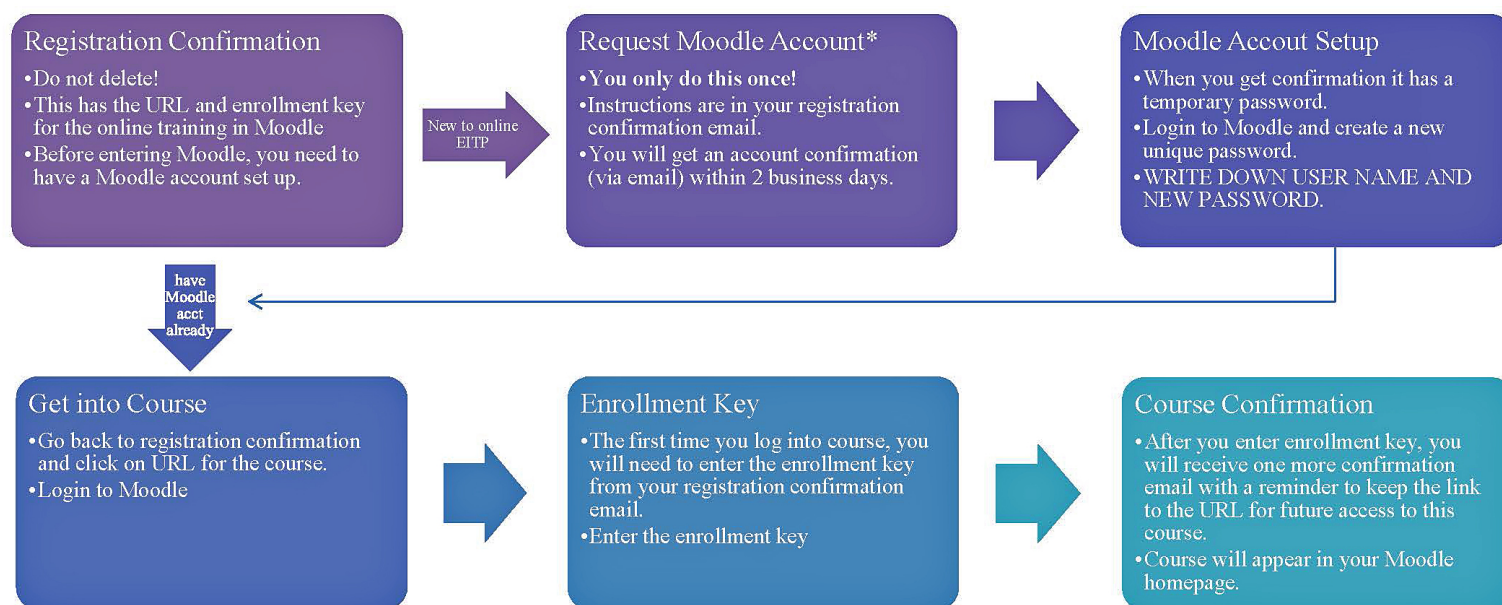 Registration Confirmation
•Do not delete!
•This has the URL and enrollment key
for the online training in Moodle
•Before entering Moodle, you need to
have a Moodle account set up.
New to online
EITP
Request Moodle Account*
•You only do this once!
•Instructions are in your registration
confirmation email.
•You will get an account confirmation
(via email) within 2 business days.
Moodle Accout Setup
•When you get confirmation it has a
temporary password.
•Login to Moodle and create a new
unique password.
•WRITE DOWN USER NAME AND
NEW PASSWORD.
have
Moodle
acct
already
Get into Course
•Go back to registration confirmation
and click on URL for the course.
•Login to Moodle
Enrollment Key
•The first time you log into course, you
will need to enter the enrollment key
from your registration confirmation
email.
•Enter the enrollment key
Course Confirmation
•After you enter enrollment key, you
will receive one more confirmation
email with a reminder to keep the link
to the URL for future access to this
course.
•Course will appear in your Moodle
homepage.